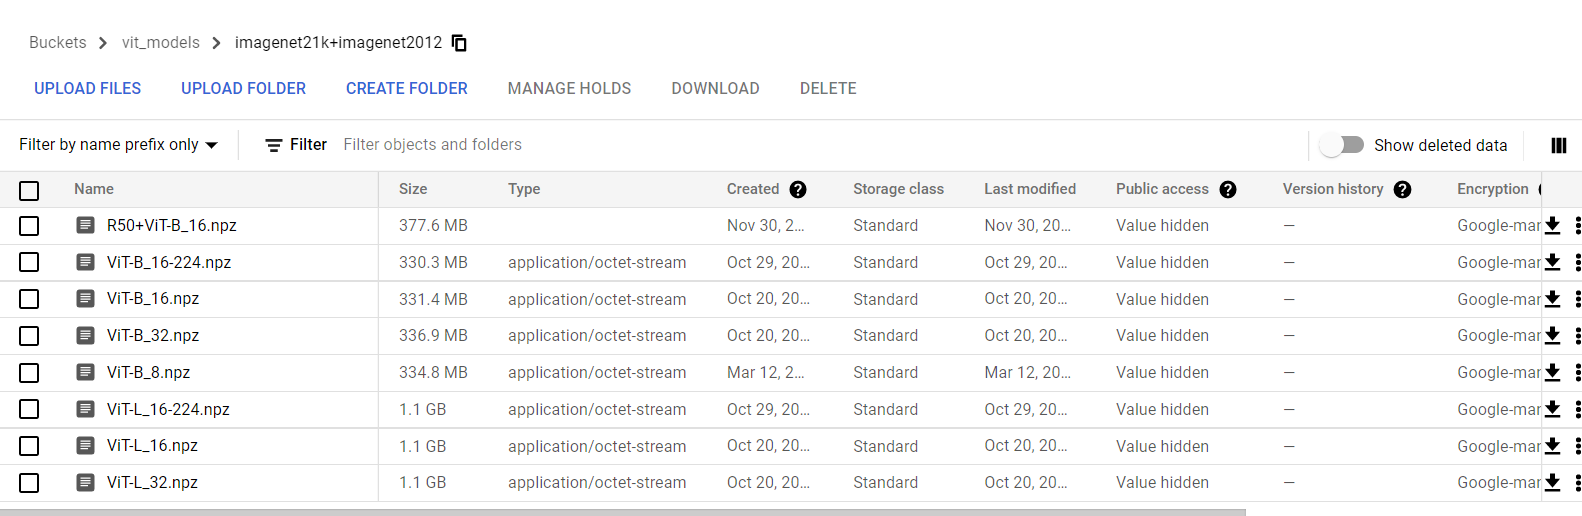 Buckets > vit_models > imagenet21k+imagenet2012
UPLOAD FILES UPLOAD FOLDER CREATE FOLDER MANAGE HOLDS DOWNLOAD DELETE
Filter by name prefix only Filter Filter objects and folders Show deleted data
Name Size Type Created ? Storage class Last modified Public access ? Version history ? Encryption
R50+ViT-B_16.npz 377.6 MB Nov 30, 2... Standard Nov 30, 20... Value hidden — Google-mar
ViT-B_16-224.npz 330.3 MB application/octet-stream Oct 29, 20... Standard Oct 29, 20... Value hidden — Google-mar
ViT-B_16.npz 331.4 MB application/octet-stream Oct 20, 20... Standard Oct 20, 20... Value hidden — Google-mar
ViT-B_32.npz 336.9 MB application/octet-stream Oct 20, 20... Standard Oct 20, 20... Value hidden — Google-mar
ViT-B_8.npz 334.8 MB application/octet-stream Mar 12, 2... Standard Mar 12, 20... Value hidden — Google-mar
ViT-L_16-224.npz 1.1 GB application/octet-stream Oct 29, 20... Standard Oct 29, 20... Value hidden — Google-mar
ViT-L_16.npz 1.1 GB application/octet-stream Oct 20, 20... Standard Oct 20, 20... Value hidden — Google-mar
ViT-L_32.npz 1.1 GB application/octet-stream Oct 20, 20... Standard Oct 20, 20... Value hidden — Google-mar